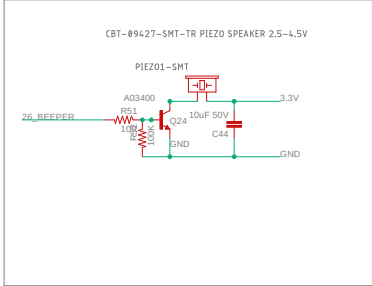 CBT-09427-SMT-TR PIEZO SPEAKER 2.5-4.5V
PIEZO1-SMT
A03400
3.3V
R51
10uF 50V
26_BEEPER
Q24
100K
C44
GND
GND